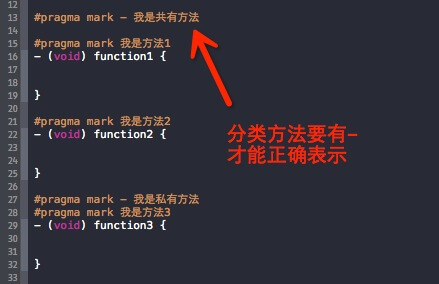 12
13 #pragma mark - 我是共有方法
14
15 #pragma mark 我是方法1
16 - (void) function1 {
17
18
19 }
20
21 #pragma mark 我是方法2
22 - (void) function2 {
23
24
25 }
26
27 #pragma mark - 我是私有方法
28 #pragma mark 我是方法3
29 - (void) function3 {
30
31
32 }
33
分类方法要有-
才能正确表示